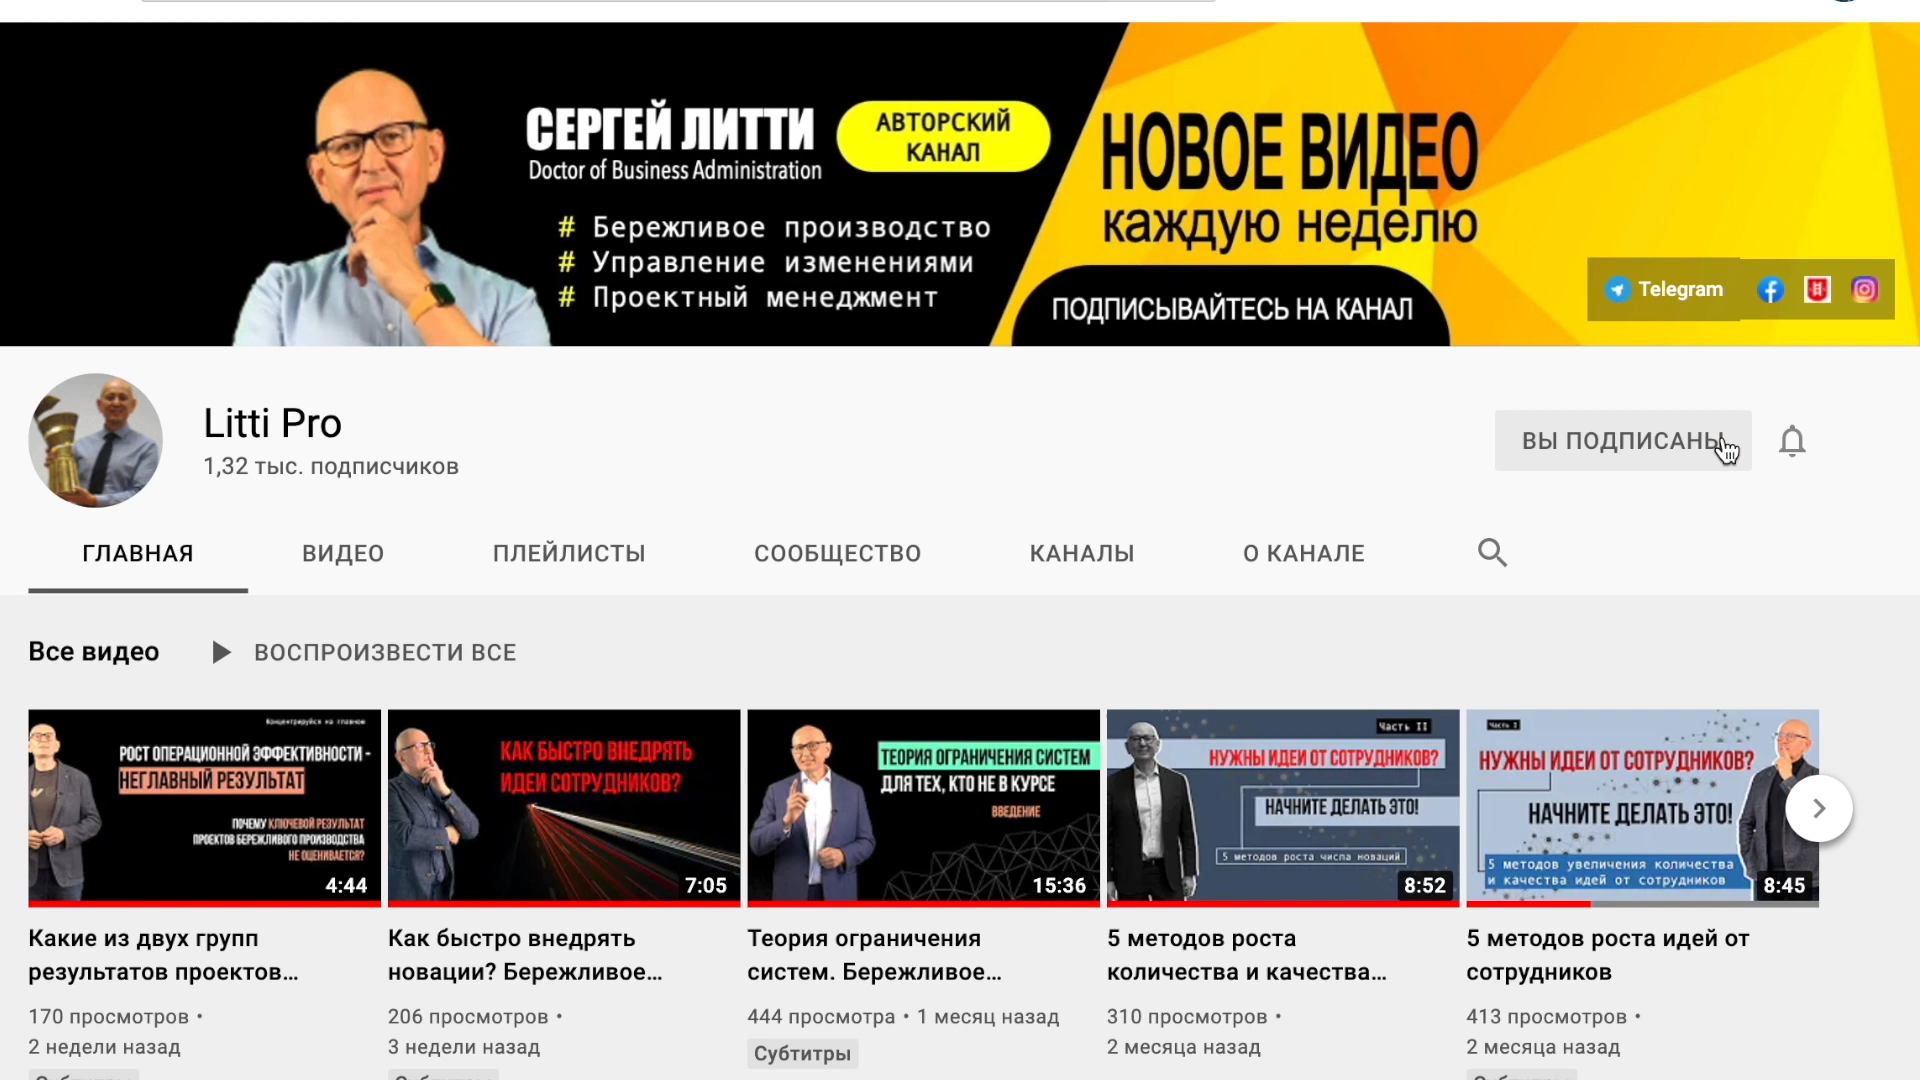 СЕРГЕЙ ЛИТТИ
Doctor of Business Administration
АВТОРСКИЙ
КАНАЛ
# Бережливое производство
# Управление изменениями
# Проектный менеджмент
НОВОЕ ВИДЕО
каждую неделю
ПОДПИСЫВАЙТЕСЬ НА КАНАЛ
Telegram
Litti Pro
1,32 тыс. подписчиков
ВЫ ПОДПИСАНЫ
ГЛАВНАЯ ВИДЕО ПЛЕЙЛИСТЫ СООБЩЕСТВО КАНАЛЫ О КАНАЛЕ
Все видео ВОСПРОИЗВЕСТИ ВСЕ
Концентрируйся на главном
РОСТ ОПЕРАЦИОННОЙ ЭФФЕКТИВНОСТИ -
НЕГЛАВНЫЙ РЕЗУЛЬТАТ
ПОЧЕМУ КЛЮЧЕВОЙ РЕЗУЛЬТАТ
ПРОЕКТОВ БЕРЕЖЛИВОГО ПРОИЗВОДСТВА
НЕ ОЦЕНИВАЕТСЯ?
4:44
Какие из двух групп
результатов проектов...
170 просмотров •
2 недели назад
КАК БЫСТРО ВНЕДРЯТЬ
ИДЕИ СОТРУДНИКОВ?
7:05
Как быстро внедрять
новации? Бережливое...
206 просмотров •
3 недели назад
ТЕОРИЯ ОГРАНИЧЕНИЯ СИСТЕМ
ДЛЯ ТЕХ, КТО НЕ В КУРСЕ
ВВЕДЕНИЕ
15:36
Теория ограничения
систем. Бережливое...
444 просмотра • 1 месяц назад
Субтитры
Часть II
НУЖНЫ ИДЕИ ОТ СОТРУДНИКОВ?
НАЧНИТЕ ДЕЛАТЬ ЭТО!
5 методов роста числа новаций
8:52
5 методов роста
количества и качества...
310 просмотров •
2 месяца назад
Часть I
НУЖНЫ ИДЕИ ОТ СОТРУДНИКОВ?
НАЧНИТЕ ДЕЛАТЬ ЭТО!
5 методов увеличения количества
и качества идей от сотрудников
8:45
5 методов роста идей от
сотрудников
413 просмотров •
2 месяца назад